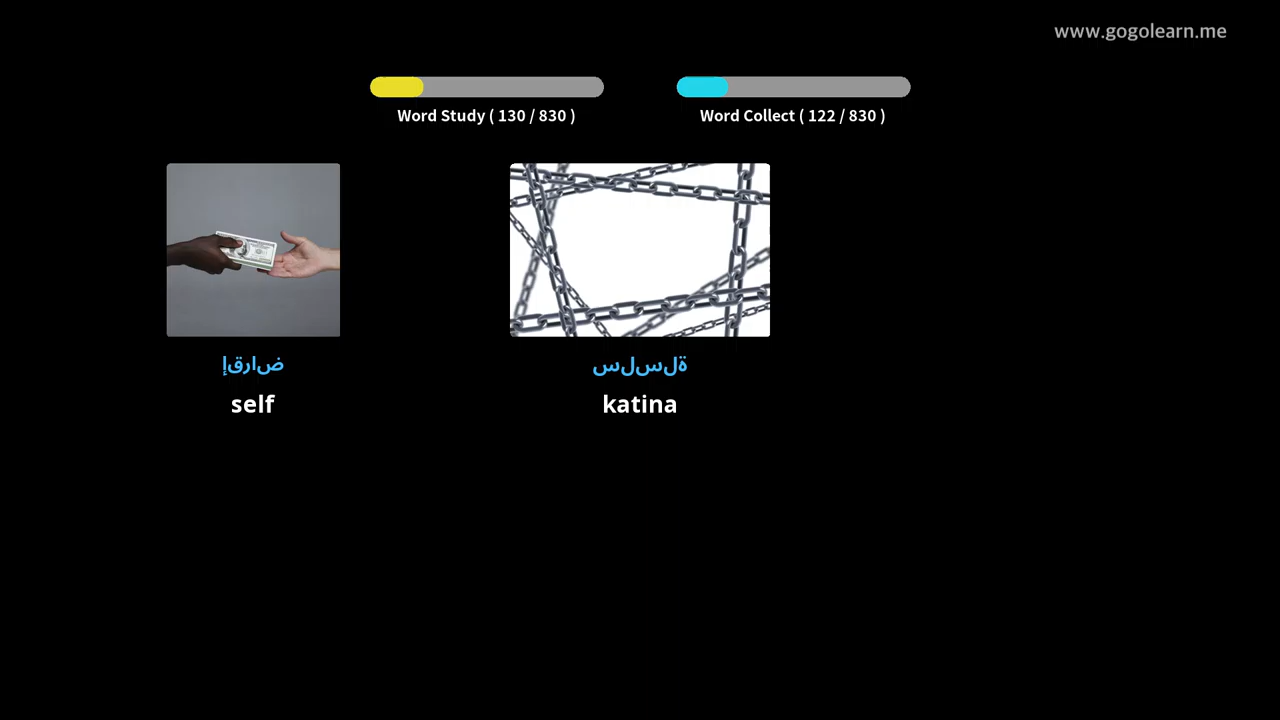 www.gogolearn.me
Word Study ( 130 / 830 )
Word Collect ( 122 / 830 )
إقراض
self
سلسلة
katina